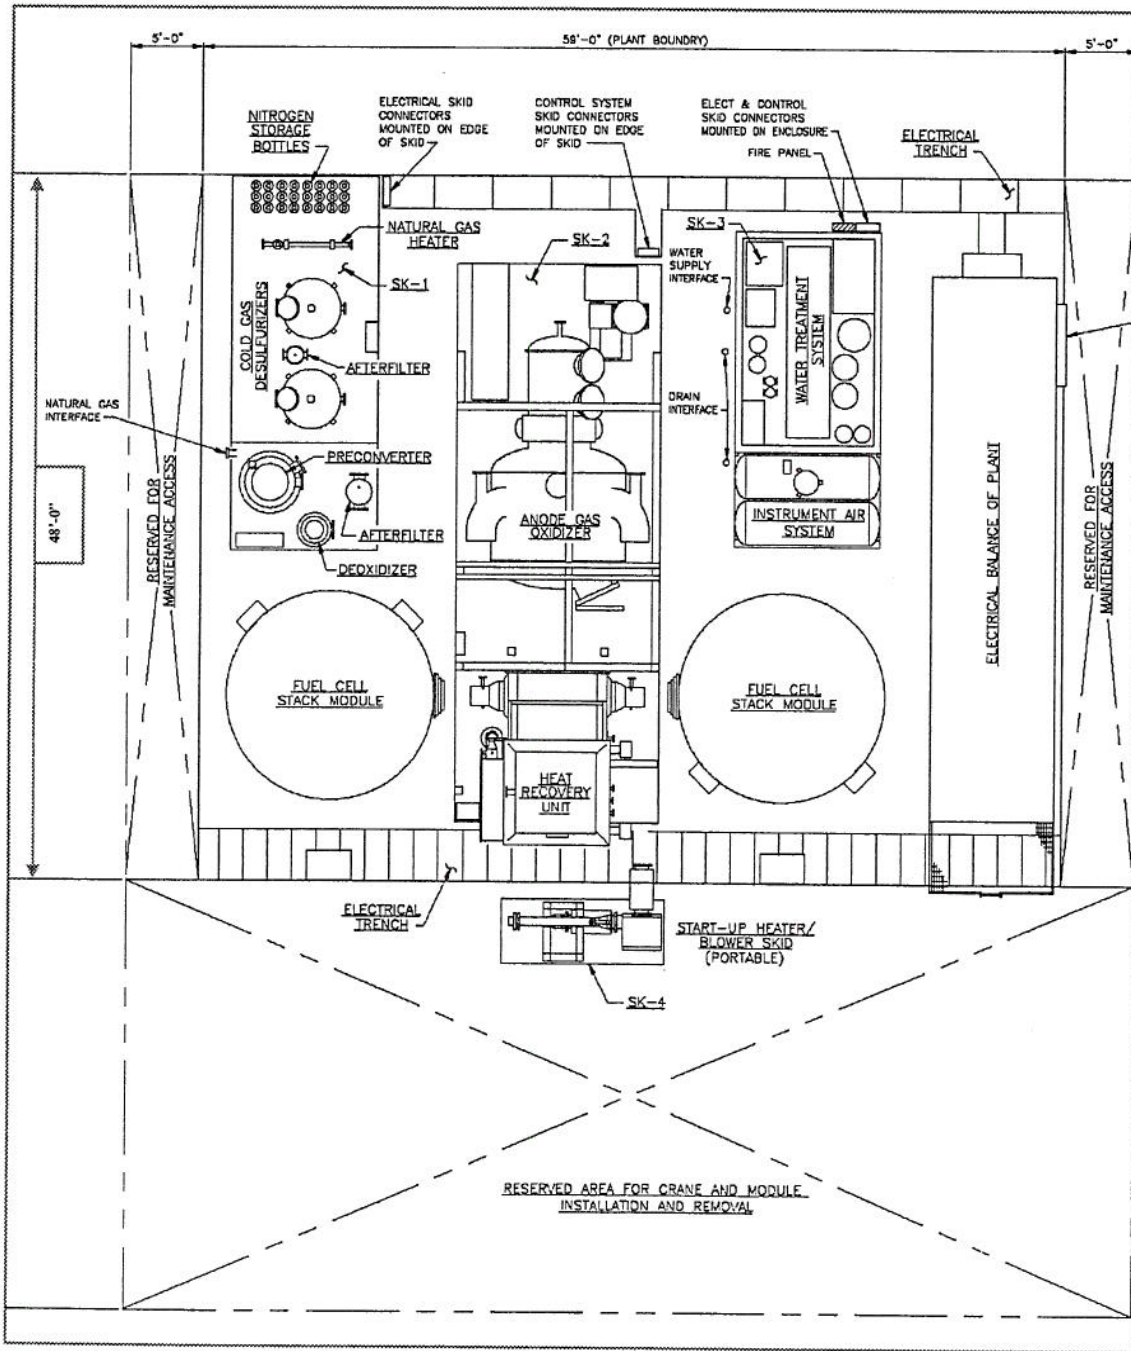 5'-0"
59'-0" (PLANT BOUNDRY)
5'-0"
NITROGEN
STORAGE
BOTTLES
ELECTRICAL SKID
CONNECTORS
MOUNTED ON EDGE
OF SKID
CONTROL SYSTEM
SKID CONNECTORS
MOUNTED ON EDGE
OF SKID
ELECT & CONTROL
SKID CONNECTORS
MOUNTED ON ENCLOSURE
FIRE PANEL
ELECTRICAL
TRENCH
NATURAL GAS
HEATER
SK-1
SK-2
SK-3
WATER
SUPPLY
INTERFACE
COLD GAS
DESULFURIZERS
AFTERFILTER
WATER TREATMENT
SYSTEM
DRAIN
INTERFACE
NATURAL GAS
INTERFACE
PRECONVERTER
AFTERFILTER
DEOXIDIZER
ANODE GAS
OXIDIZER
INSTRUMENT AIR
SYSTEM
48'-0"
RESERVED FOR
MAINTENANCE ACCESS
ELECTRICAL BALANCE OF PLANT
RESERVED FOR
MAINTENANCE ACCESS
FUEL CELL
STACK MODULE
FUEL CELL
STACK MODULE
HEAT
RECOVERY
UNIT
ELECTRICAL
TRENCH
START-UP HEATER/
BLOWER SKID
(PORTABLE)
SK-4
RESERVED AREA FOR CRANE AND MODULE
INSTALLATION AND REMOVAL